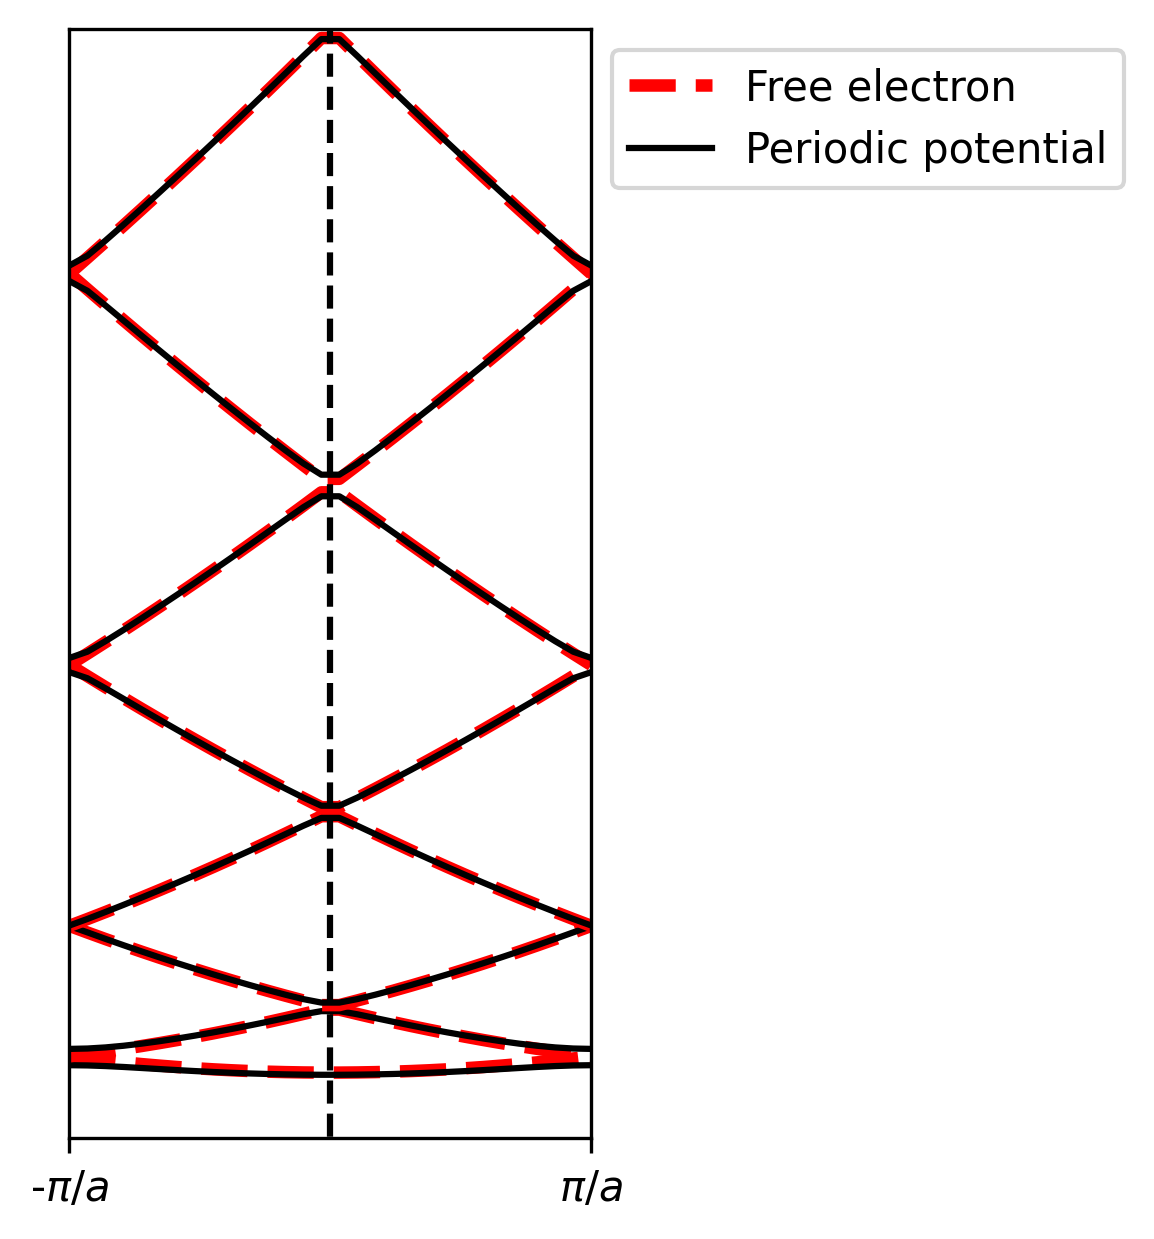 Free electron
Periodic potential
-π/a
π/a